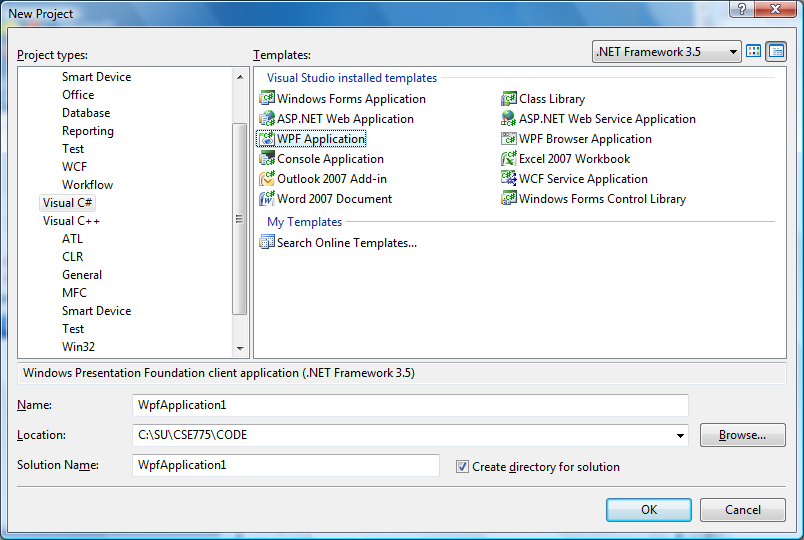 New Project
Project types:
Templates:
.NET Framework 3.5
Smart Device
Office
Database
Reporting
Test
WCF
Workflow
Visual C#
Visual C++
ATL
CLR
General
MFC
Smart Device
Test
Win32
Visual Studio installed templates
Windows Forms Application
Class Library
ASP.NET Web Application
ASP.NET Web Service Application
WPF Application
WPF Browser Application
Console Application
Excel 2007 Workbook
Outlook 2007 Add-in
WCF Service Application
Word 2007 Document
Windows Forms Control Library
My Templates
Search Online Templates...
Windows Presentation Foundation client application (.NET Framework 3.5)
Name:
WpfApplication1
Location:
C:\SU\CSE775\CODE
Browse...
Solution Name:
WpfApplication1
Create directory for solution
OK
Cancel